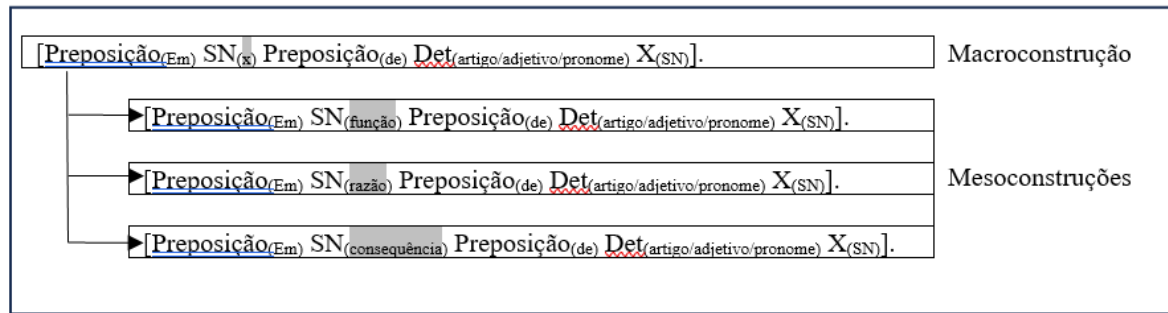 [Preposição(Em) SN(x) Preposição(de) Det(artigo/adjetivo/pronome) X(SN)]. Macroconstrução
[Preposição(Em) SN(função) Preposição(de) Det(artigo/adjetivo/pronome) X(SN)].
[Preposição(Em) SN(razão) Preposição(de) Det(artigo/adjetivo/pronome) X(SN)]. Mesoconstruções
[Preposição(Em) SN(consequência) Preposição(de) Det(artigo/adjetivo/pronome) X(SN)].